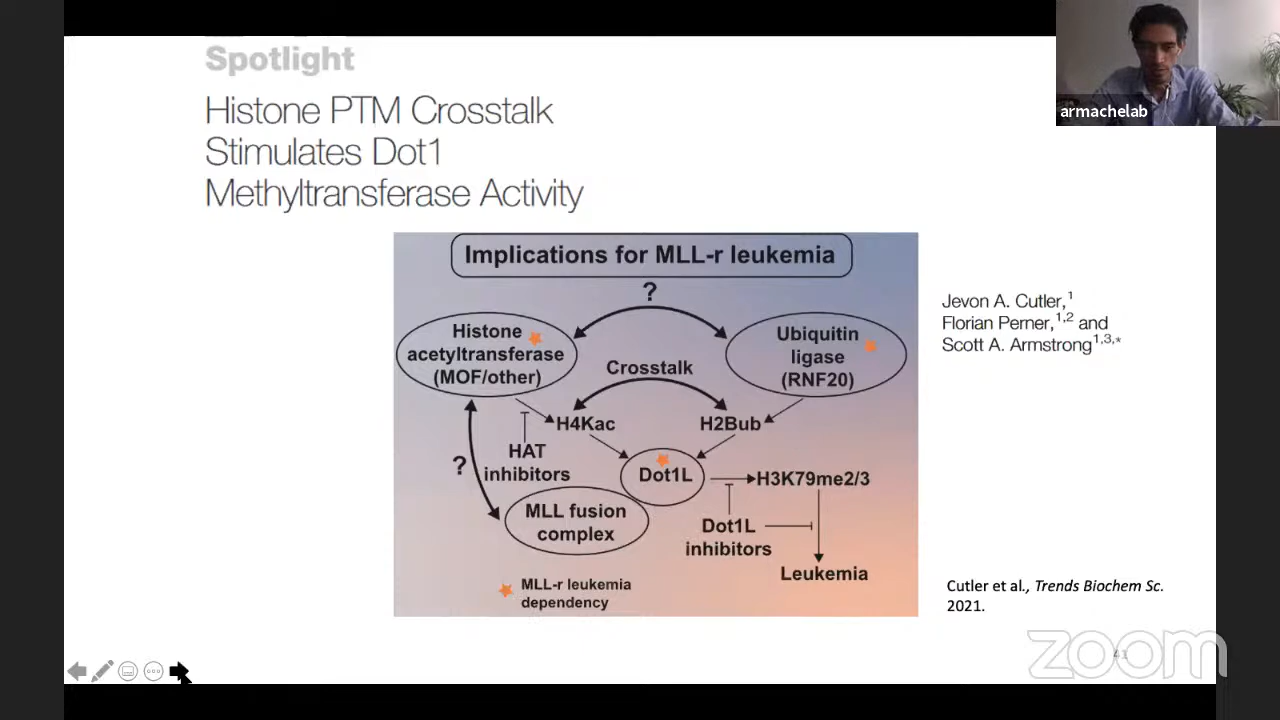 Spotlight
Histone PTM Crosstalk
Stimulates Dot1
Methyltransferase Activity
armachelab
Implications for MLL-r leukemia
?
Histone
acetyltransferase
(MOF/other)
Ubiquitin
ligase
(RNF20)
Crosstalk
H4Kac
H2Bub
HAT
inhibitors
?
Dot1L
H3K79me2/3
MLL fusion
complex
Dot1L
inhibitors
Leukemia
MLL-r leukemia
dependency
Jevon A. Cutler,¹
Florian Perner,¹,² and
Scott A. Armstrong¹,³,*
Cutler et al., Trends Biochem Sc.
2021.
41
zoom